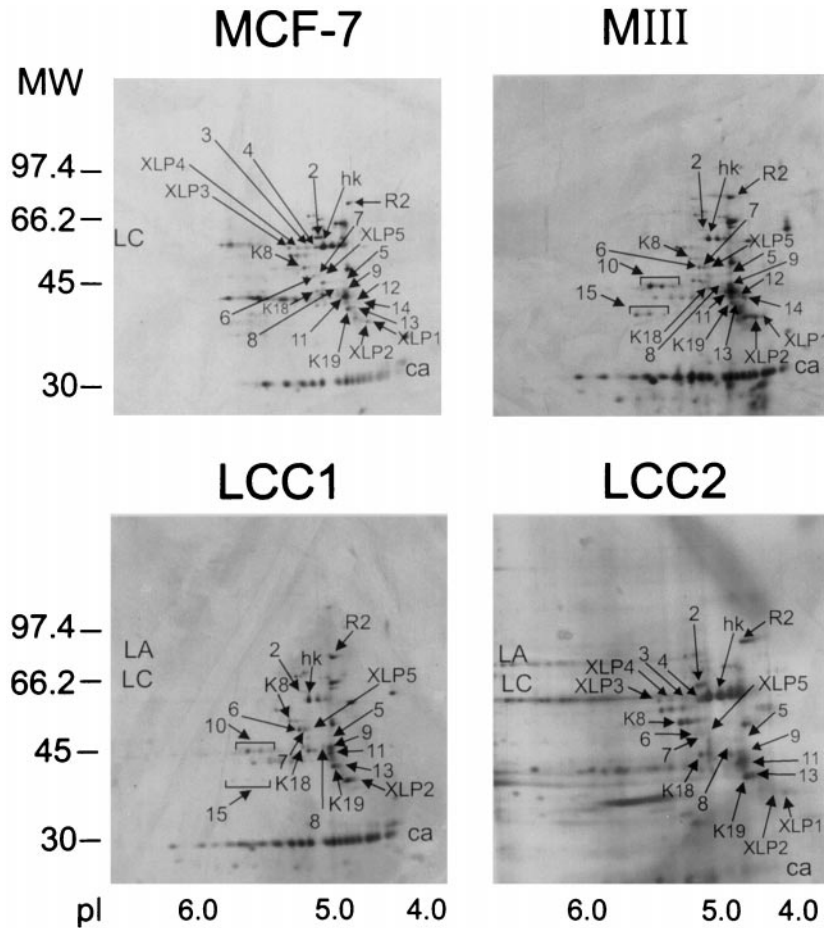 MCF-7
MIII
MW
97.4
66.2
45
30
LC
3
4
2
hk
R2
XLP4
XLP3
7
K8
XLP5
5
9
12
K18
6
14
8
13
11
XLP1
K19
XLP2
ca
2
hk
R2
7
K8
XLP5
6
5
10
9
12
15
14
K18
11
8
K19
13
XLP1
XLP2
ca
LCC1
LCC2
97.4
66.2
45
30
LA
LC
R2
2
hk
K8
XLP5
6
5
10
9
11
7
13
K18
XLP2
K19
15
8
ca
LA
LC
R2
2
hk
3
4
XLP4
XLP3
XLP5
K8
5
6
9
7
11
13
K18
8
K19
XLP1
XLP2
ca
pI
6.0
5.0
4.0
6.0
5.0
4.0